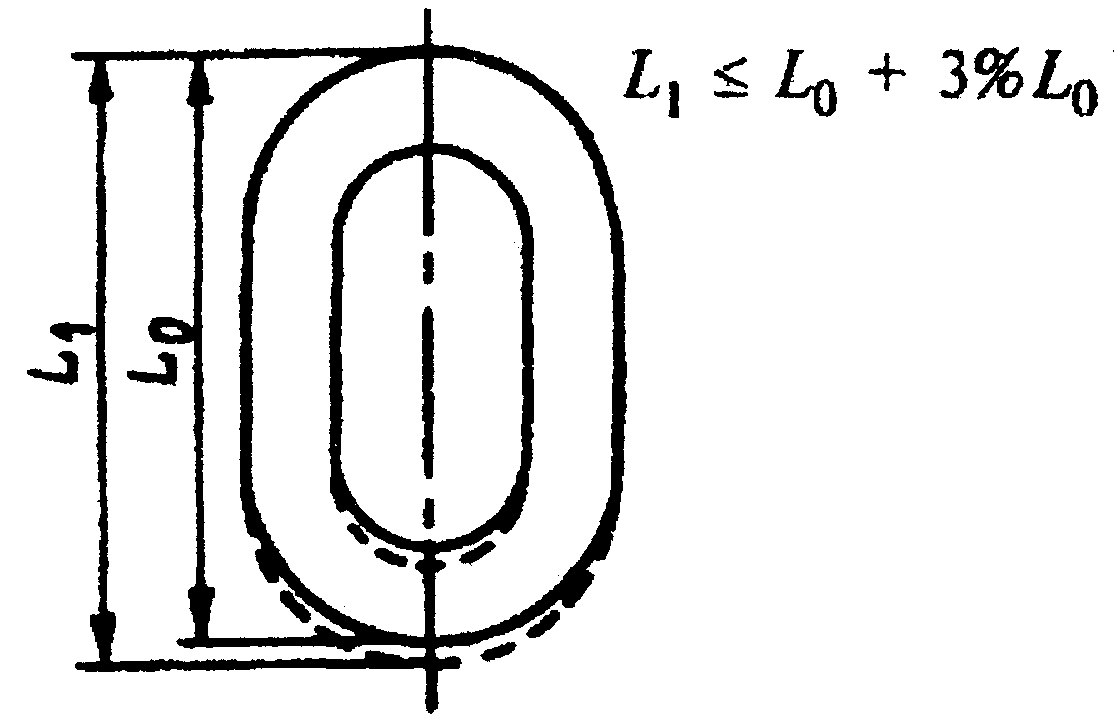 L₁ ≤ L₀ + 3%L₀
L₁
L₀